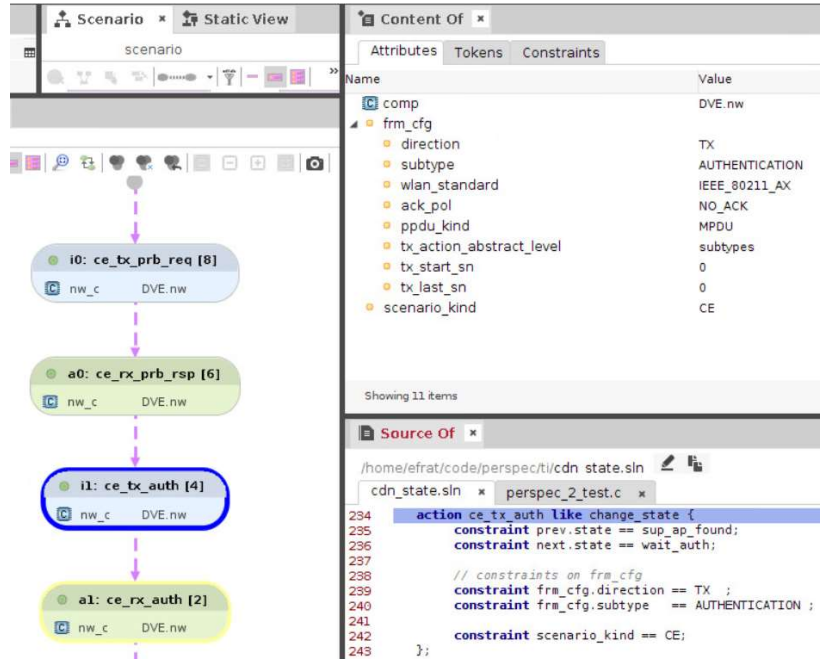 Scenario × Static View
scenario
»
i0: ce_tx_prb_req [8]
C nw_c DVE.nw
a0: ce_rx_prb_rsp [6]
C nw_c DVE.nw
i1: ce_tx_auth [4]
C nw_c DVE.nw
a1: ce_rx_auth [2]
C nw_c DVE.nw
Content Of ×
Attributes Tokens Constraints
Name Value
C comp DVE.nw
frm_cfg
direction TX
subtype AUTHENTICATION
wlan_standard IEEE_80211_AX
ack_pol NO_ACK
ppdu_kind MPDU
tx_action_abstract_level subtypes
tx_start_sn 0
tx_last_sn 0
scenario_kind CE
Showing 11 items
Source Of ×
/home/efrat/code/perspec/ti/cdn_state.sln
cdn_state.sln × perspec_2_test.c ×
234 action ce_tx_auth like change_state {
235 constraint prev.state == sup_ap_found;
236 constraint next.state == wait_auth;
237
238 // constraints on frm_cfg
239 constraint frm_cfg.direction == TX ;
240 constraint frm_cfg.subtype == AUTHENTICATION ;
241
242 constraint scenario_kind == CE;
243 };